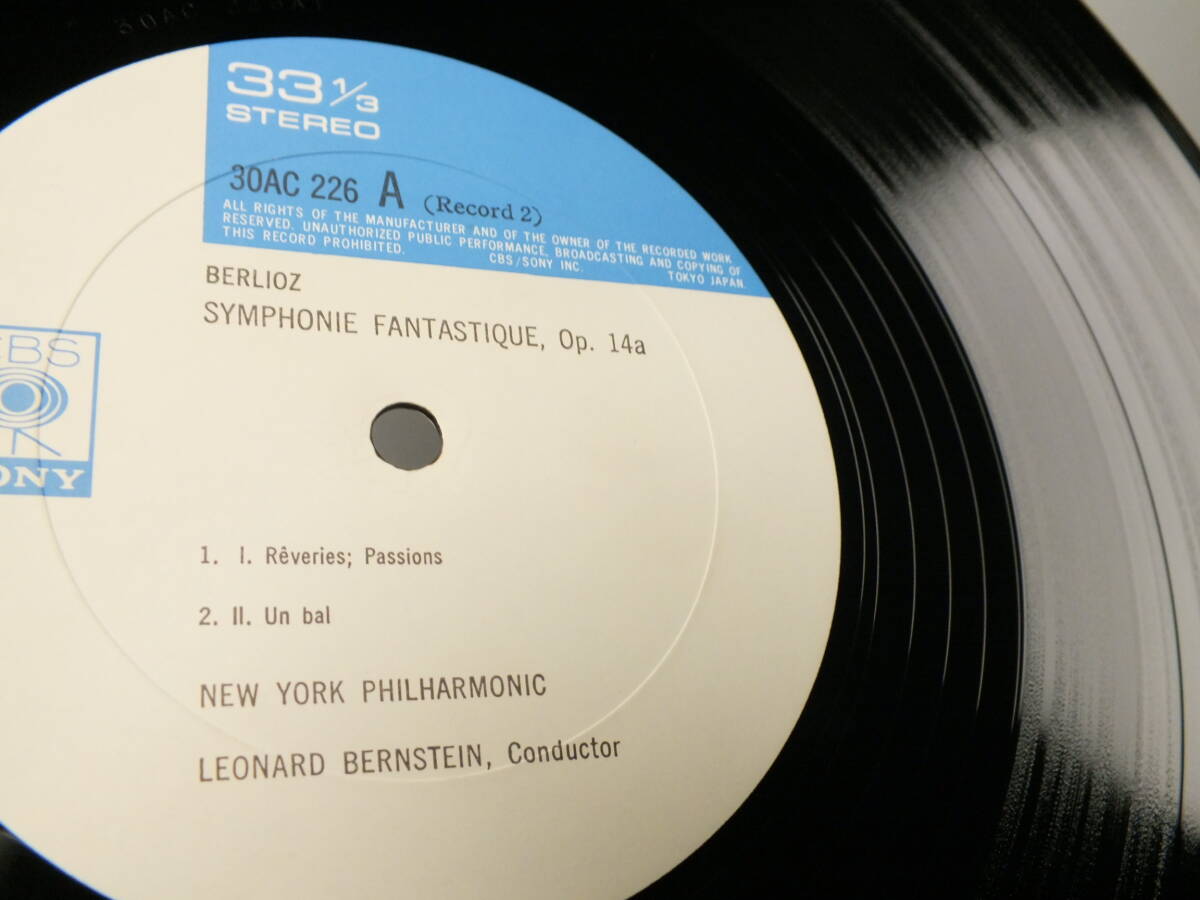 33 1/3
STEREO
30AC 226 A (Record 2)
ALL RIGHTS OF THE MANUFACTURER AND OF THE OWNER OF THE RECORDED WORK
RESERVED. UNAUTHORIZED PUBLIC PERFORMANCE, BROADCASTING AND COPYING OF
THIS RECORD PROHIBITED. CBS/SONY INC. TOKYO JAPAN.
BERLIOZ
SYMPHONIE FANTASTIQUE, Op. 14a
CBS
SONY
1. I. Rêveries; Passions
2. II. Un bal
NEW YORK PHILHARMONIC
LEONARD BERNSTEIN, Conductor